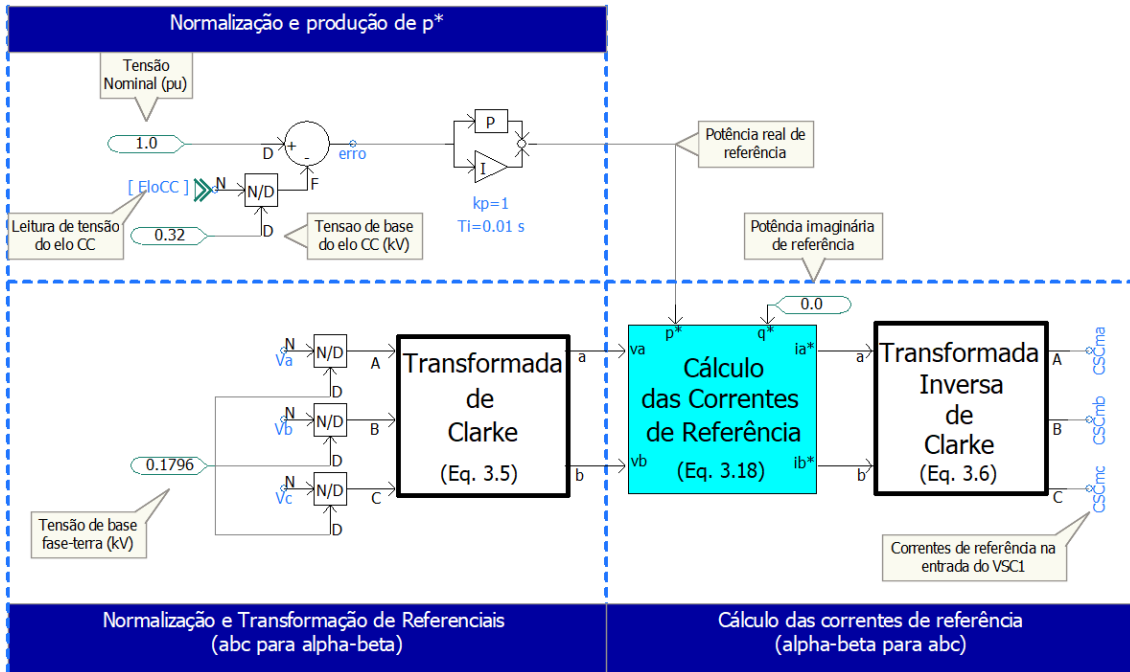 Normalização e produção de p*
Tensão
Nominal (pu)
1.0
D
+
-
erro
P
I
kp=1
Ti=0.01 s
Potência real de
referência
[ EloCC ]
N
N/D
F
D
Leitura de tensão
do elo CC
0.32
Tensao de base
do elo CC (kV)
Potência imaginária
de referência
0.0
Va
N
N/D
D
A
Vb
N
N/D
D
B
Vc
N
N/D
D
C
0.1796
Tensão de base
fase-terra (kV)
Transformada
de
Clarke
(Eq. 3.5)
a
b
va
vb
p*
q*
ia*
ib*
Cálculo
das Correntes
de Referência
(Eq. 3.18)
a
b
Transformada
Inversa
de
Clarke
(Eq. 3.6)
A
B
C
CSCma
CSCmb
CSCmc
Correntes de referência na
entrada do VSC1
Normalização e Transformação de Referenciais
(abc para alpha-beta)
Cálculo das correntes de referência
(alpha-beta para abc)